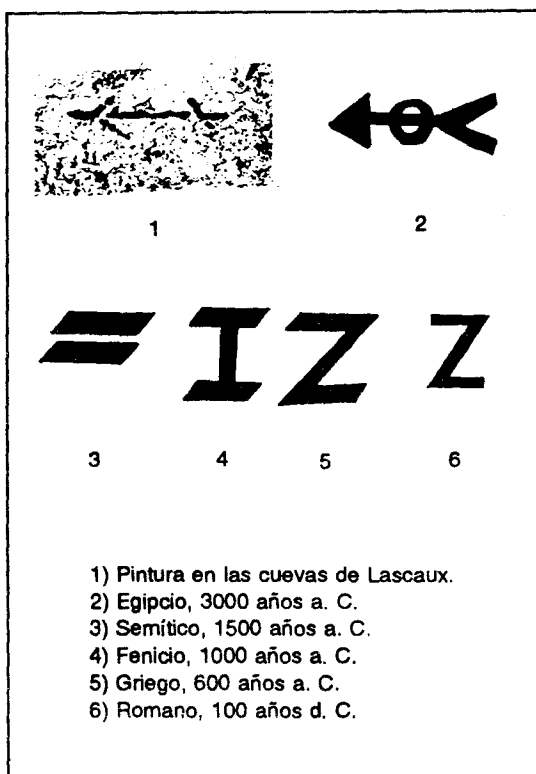 1 2
= I Z Z
3 4 5 6
1) Pintura en las cuevas de Lascaux.
2) Egipcio, 3000 años a. C.
3) Semítico, 1500 años a. C.
4) Fenicio, 1000 años a. C.
5) Griego, 600 años a. C.
6) Romano, 100 años d. C.